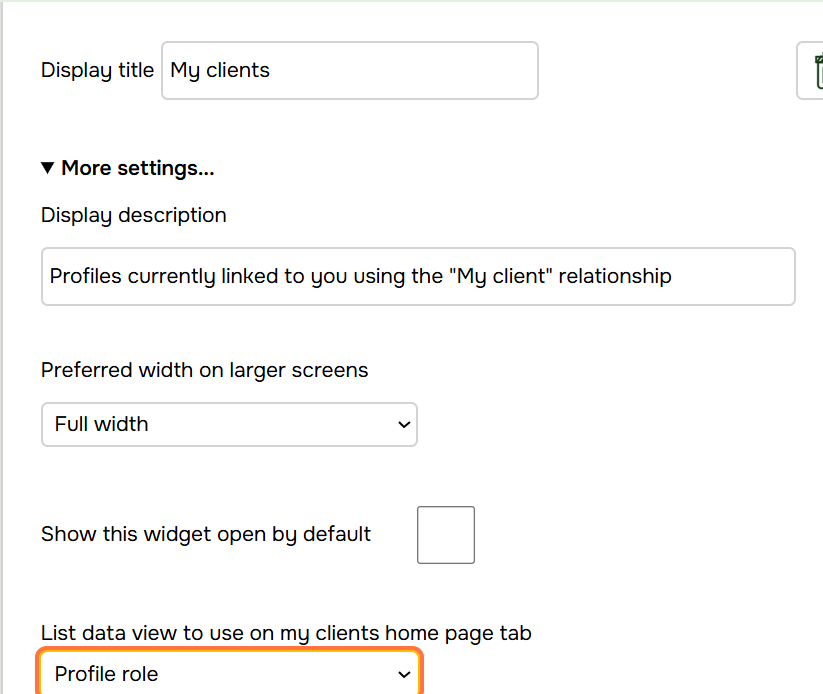 Display title My clients
More settings...
Display description
Profiles currently linked to you using the "My client" relationship
Preferred width on larger screens
Full width
Show this widget open by default
List data view to use on my clients home page tab
Profile role